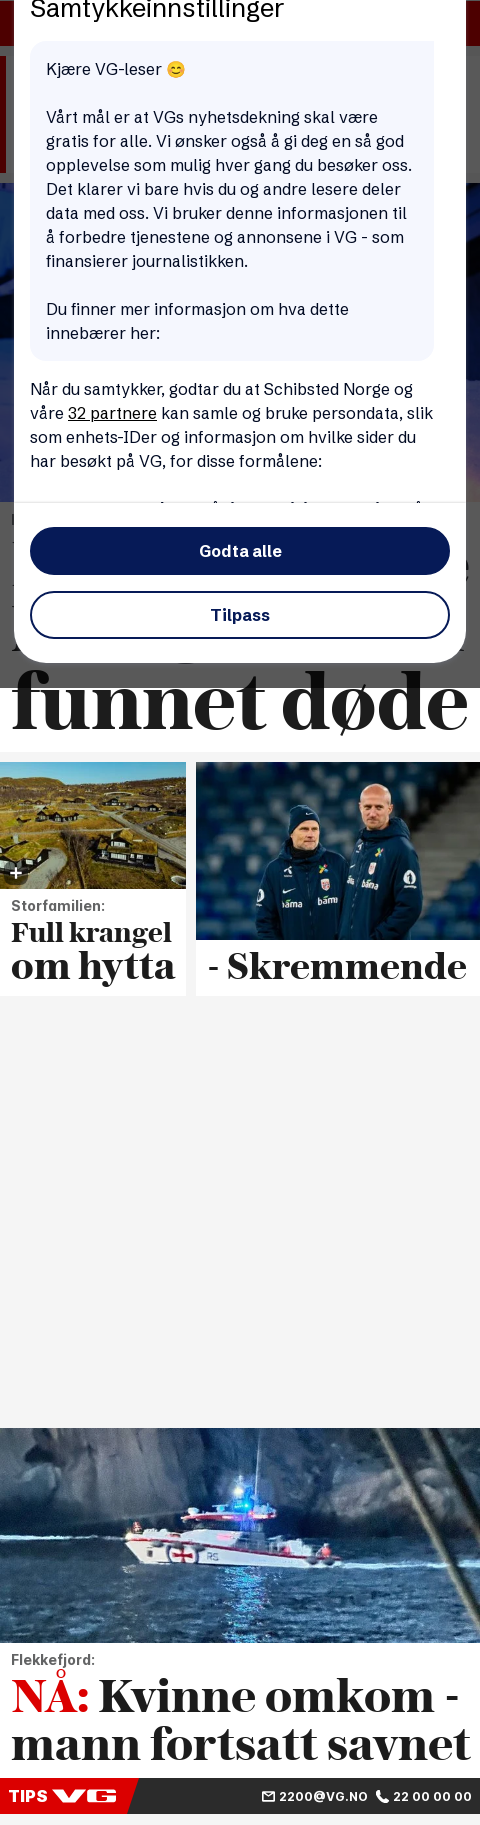 Samtykkeinnstillinger
Kjære VG-leser 😊
Vårt mål er at VGs nyhetsdekning skal være
gratis for alle. Vi ønsker også å gi deg en så god
opplevelse som mulig hver gang du besøker oss.
Det klarer vi bare hvis du og andre lesere deler
data med oss. Vi bruker denne informasjonen til
å forbedre tjenestene og annonsene i VG - som
finansierer journalistikken.
Du finner mer informasjon om hva dette
innebærer her:
Når du samtykker, godtar du at Schibsted Norge og
våre 32 partnere kan samle og bruke persondata, slik
som enhets-IDer og informasjon om hvilke sider du
har besøkt på VG, for disse formålene:
Godta alle
Tilpass
funnet døde
Storfamilien:
Full krangel
om hytta
- Skremmende
Flekkefjord:
NÅ: Kvinne omkom -
mann fortsatt savnet
TIPS VG 2200@VG.NO 22 00 00 00